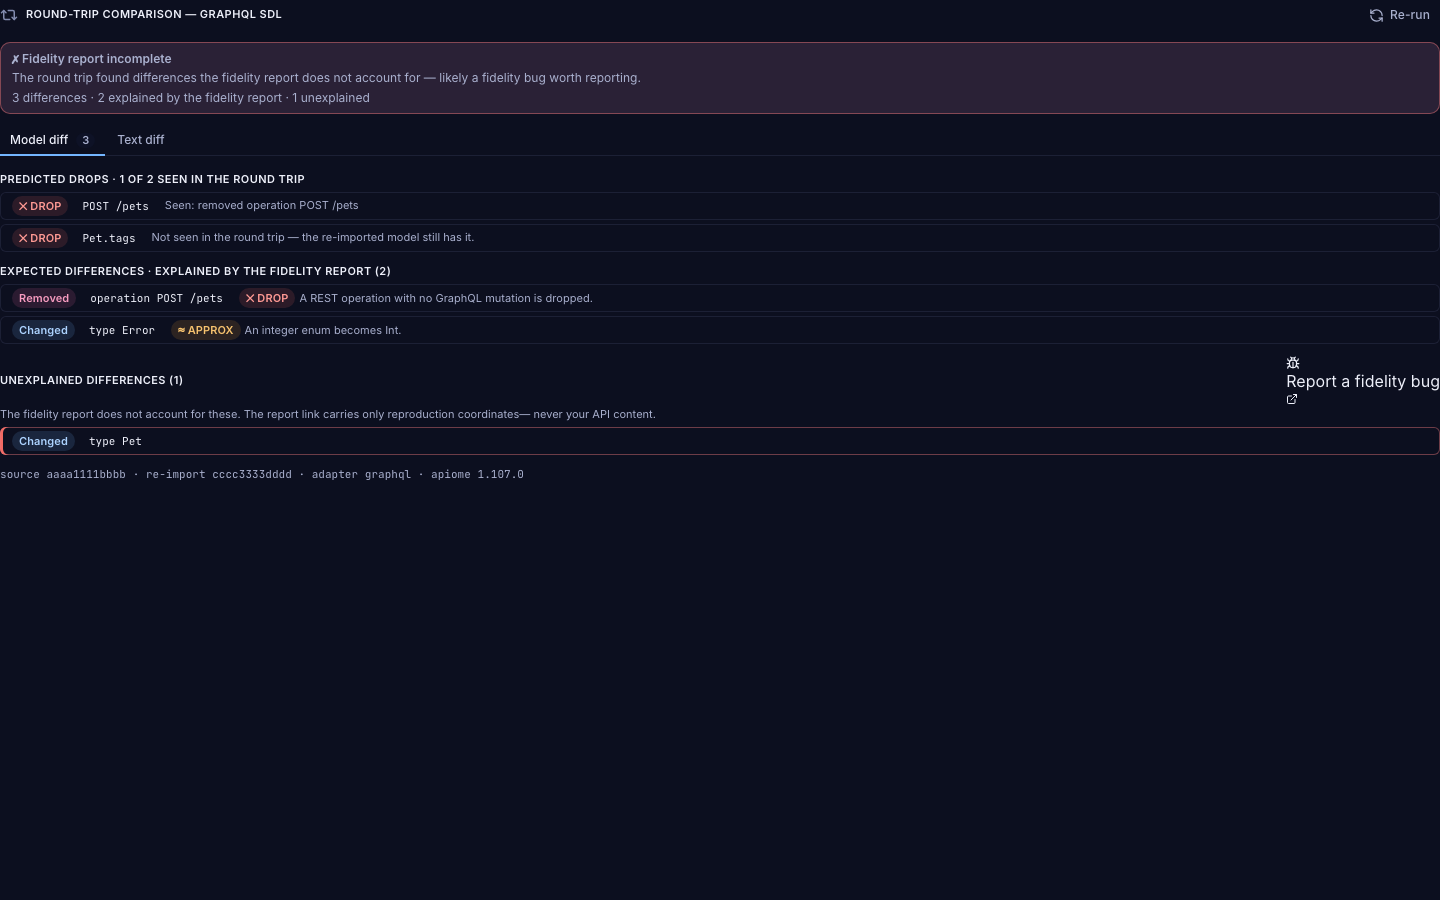 ROUND-TRIP COMPARISON — GRAPHQL SDL
Re-run
✗ Fidelity report incomplete
The round trip found differences the fidelity report does not account for — likely a fidelity bug worth reporting.
3 differences · 2 explained by the fidelity report · 1 unexplained
Model diff 3 Text diff
PREDICTED DROPS · 1 OF 2 SEEN IN THE ROUND TRIP
✕ DROP POST /pets Seen: removed operation POST /pets
✕ DROP Pet.tags Not seen in the round trip — the re-imported model still has it.
EXPECTED DIFFERENCES · EXPLAINED BY THE FIDELITY REPORT (2)
Removed operation POST /pets ✕ DROP A REST operation with no GraphQL mutation is dropped.
Changed type Error ≈ APPROX An integer enum becomes Int.
UNEXPLAINED DIFFERENCES (1)
Report a fidelity bug
The fidelity report does not account for these. The report link carries only reproduction coordinates— never your API content.
Changed type Pet
source aaaa1111bbbb · re-import cccc3333dddd · adapter graphql · apiome 1.107.0